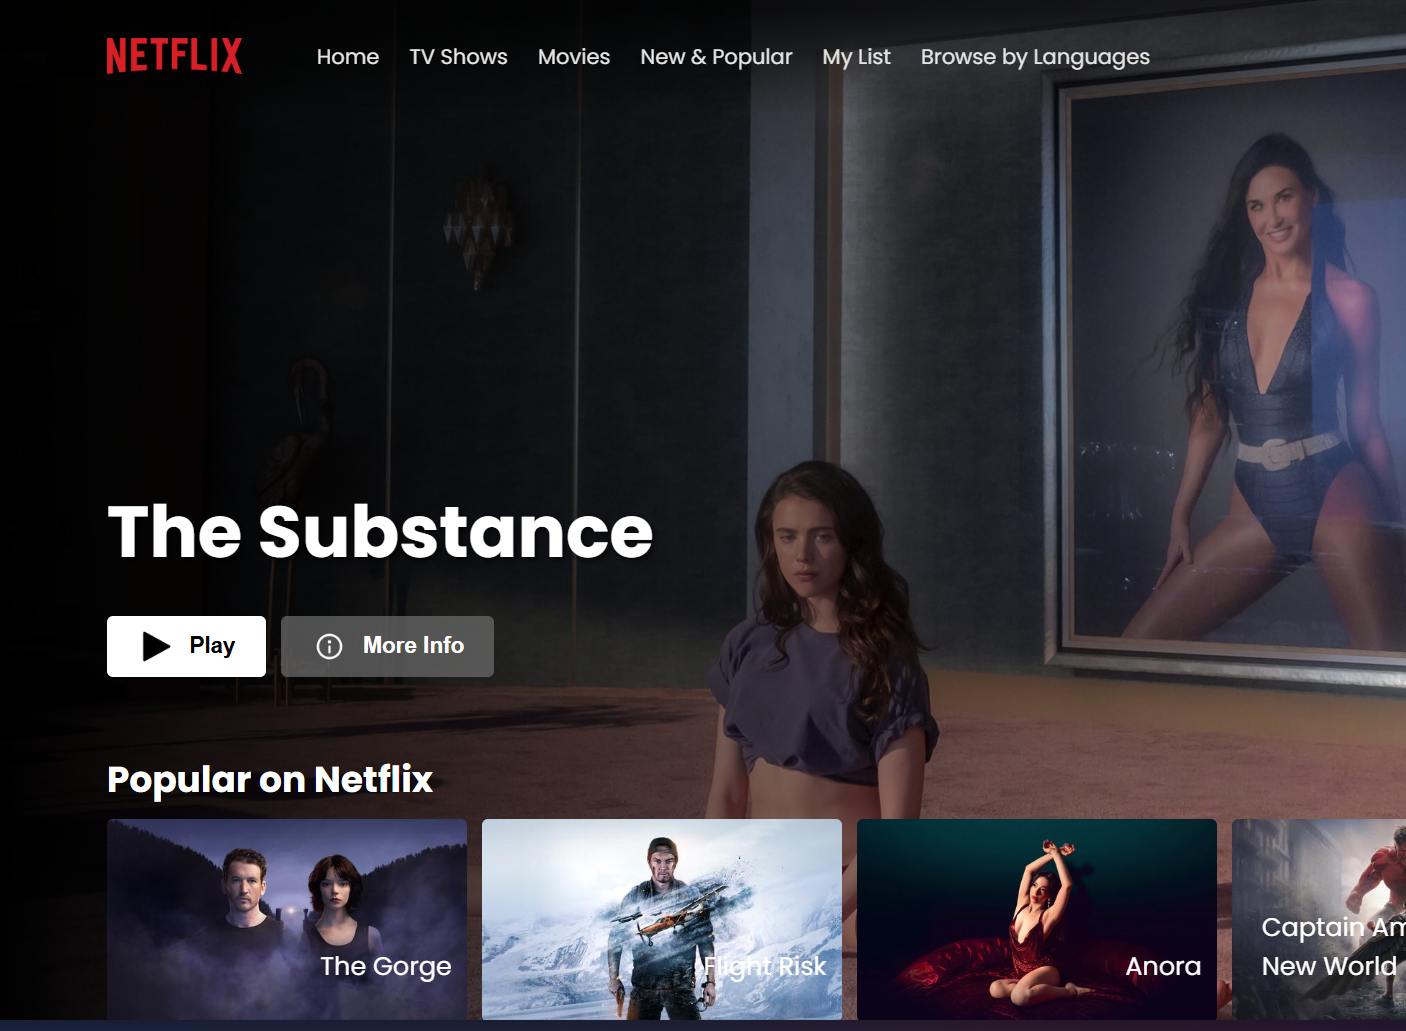 NETFLIX
Home TV Shows Movies New & Popular My List Browse by Languages
The Substance
Play More Info
Popular on Netflix
The Gorge
Flight Risk
Anora
Captain Am
New World